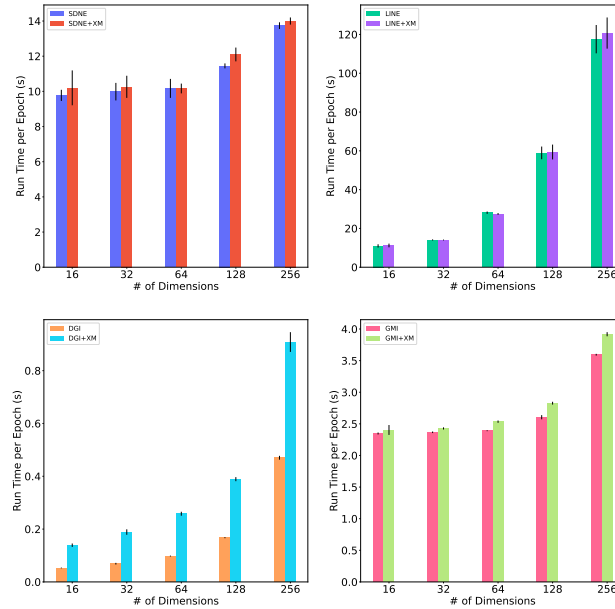 SDNE
SDNE+XM
Run Time per Epoch (s)
14
12
10
8
6
4
2
0
16 32 64 128 256
# of Dimensions
LINE
LINE+XM
Run Time per Epoch (s)
120
100
80
60
40
20
0
16 32 64 128 256
# of Dimensions
DGI
DGI+XM
Run Time per Epoch (s)
0.8
0.6
0.4
0.2
0.0
16 32 64 128 256
# of Dimensions
GMI
GMI+XM
Run Time per Epoch (s)
4.0
3.5
3.0
2.5
2.0
1.5
1.0
0.5
0.0
16 32 64 128 256
# of Dimensions